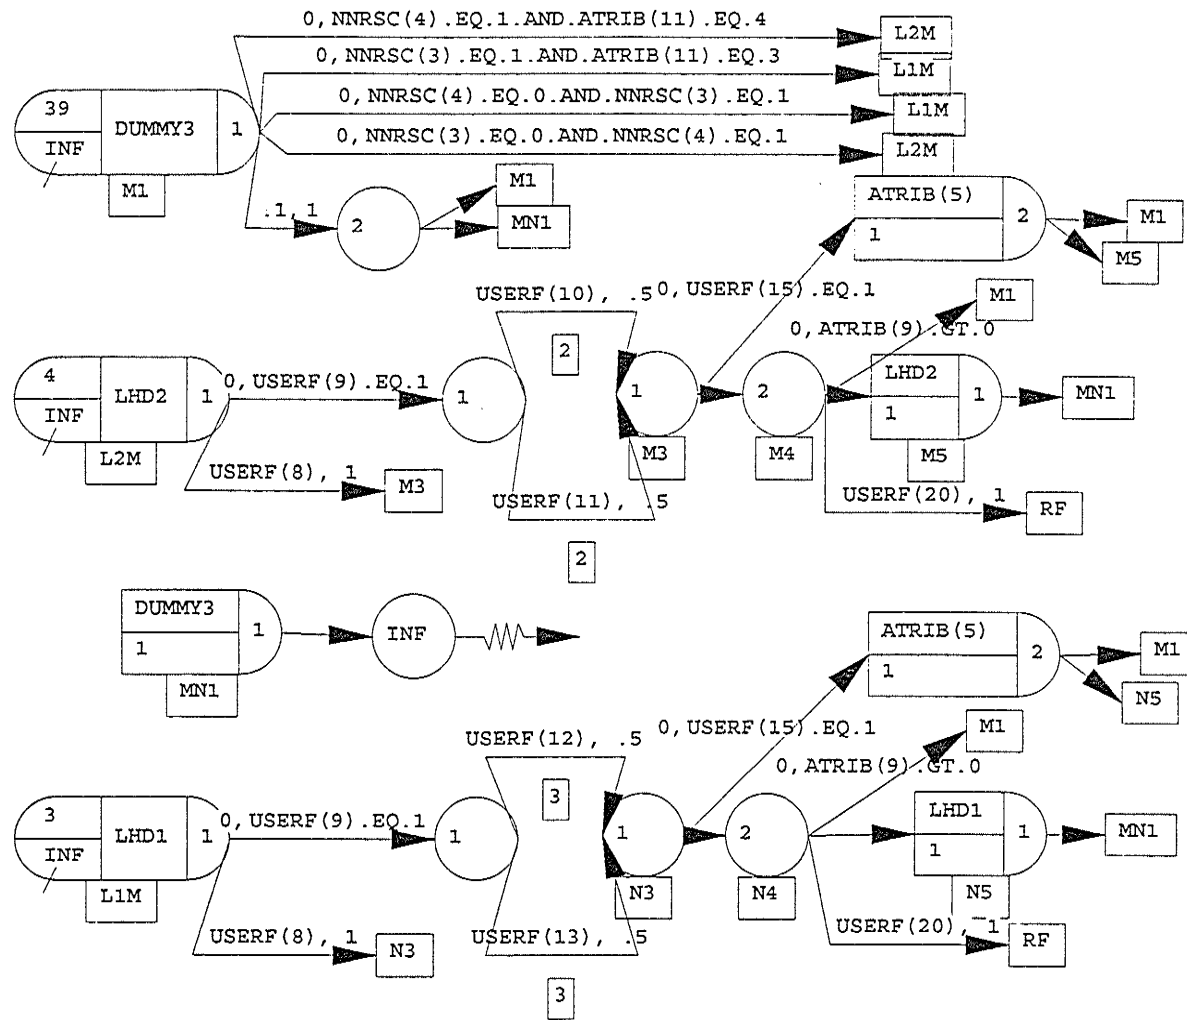 0,NNRSC(4).EQ.1.AND.ATRIB(11).EQ.4
L2M
0,NNRSC(3).EQ.1.AND.ATRIB(11).EQ.3
L1M
39
INF
DUMMY3
1
M1
0,NNRSC(4).EQ.0.AND.NNRSC(3).EQ.1
L1M
0,NNRSC(3).EQ.0.AND.NNRSC(4).EQ.1
L2M
.1,1
2
M1
MN1
ATRIB(5)
1
2
M1
M5
USERF(10), .5
0,USERF(15).EQ.1
M1
2
0,ATRIB(9).GT.0
4
INF
LHD2
1
L2M
0,USERF(9).EQ.1
1
1
M3
2
M4
LHD2
1
1
M5
MN1
USERF(8), 1
M3
USERF(11), .5
USERF(20), 1
RF
2
DUMMY3
1
1
MN1
INF
ATRIB(5)
1
2
M1
N5
USERF(12), .5
0,USERF(15).EQ.1
M1
3
0,ATRIB(9).GT.0
3
INF
LHD1
1
L1M
0,USERF(9).EQ.1
1
1
N3
2
N4
LHD1
1
1
N5
MN1
USERF(8), 1
N3
USERF(13), .5
USERF(20), 1
RF
3